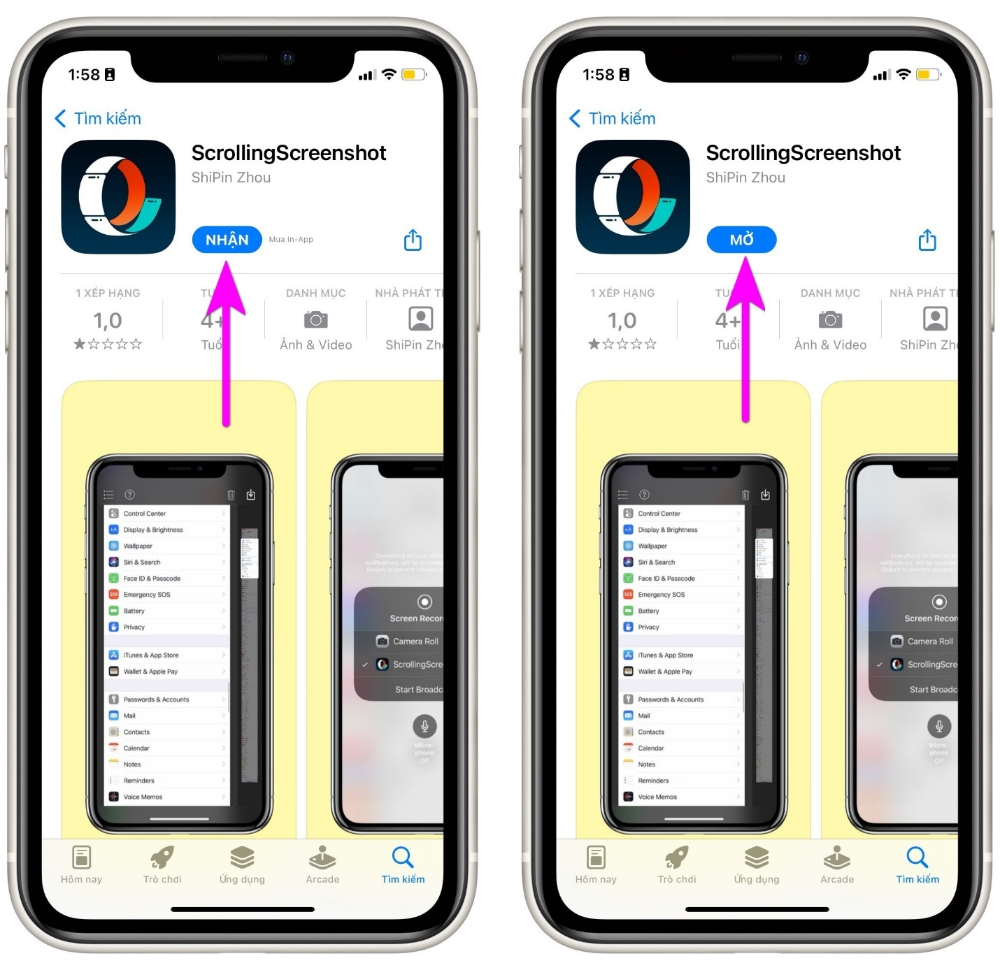 1:58
Tìm kiếm
ScrollingScreenshot
ShiPin Zhou
NHẬN
Mua In-App
1 XẾP HẠNG
TU
DANH MỤC
NHÀ PHÁT T
1,0
4+
Tuổ
Ảnh & Video
ShiPin Zh
Control Center
Display & Brightness
Wallpaper
Siri & Search
Face ID & Passcode
SOS
Emergency SOS
Battery
Privacy
iTunes & App Store
Wallet & Apple Pay
Passwords & Accounts
Mail
Contacts
Calendar
Notes
Reminders
Voice Memos
Everything on your scre
notifications, will be recorde
Disturb to prevent unexpect
Screen Recor
Camera Roll
ScrollingScre
Start Broadc
Micro-
phone
Off
Hôm nay
Trò chơi
Ứng dụng
Arcade
Tìm kiếm
1:58
Tìm kiếm
ScrollingScreenshot
ShiPin Zhou
MỞ
1 XẾP HẠNG
TU
DANH MỤC
NHÀ PHÁT T
1,0
4+
Tuổi
Ảnh & Video
ShiPin Zh
Control Center
Display & Brightness
Wallpaper
Siri & Search
Face ID & Passcode
SOS
Emergency SOS
Battery
Privacy
iTunes & App Store
Wallet & Apple Pay
Passwords & Accounts
Mail
Contacts
Calendar
Notes
Reminders
Voice Memos
Everything on your scre
notifications, will be recorde
Disturb to prevent unexpect
Screen Recor
Camera Roll
ScrollingScre
Start Broadc
Micro-
phone
Off
Hôm nay
Trò chơi
Ứng dụng
Arcade
Tìm kiếm